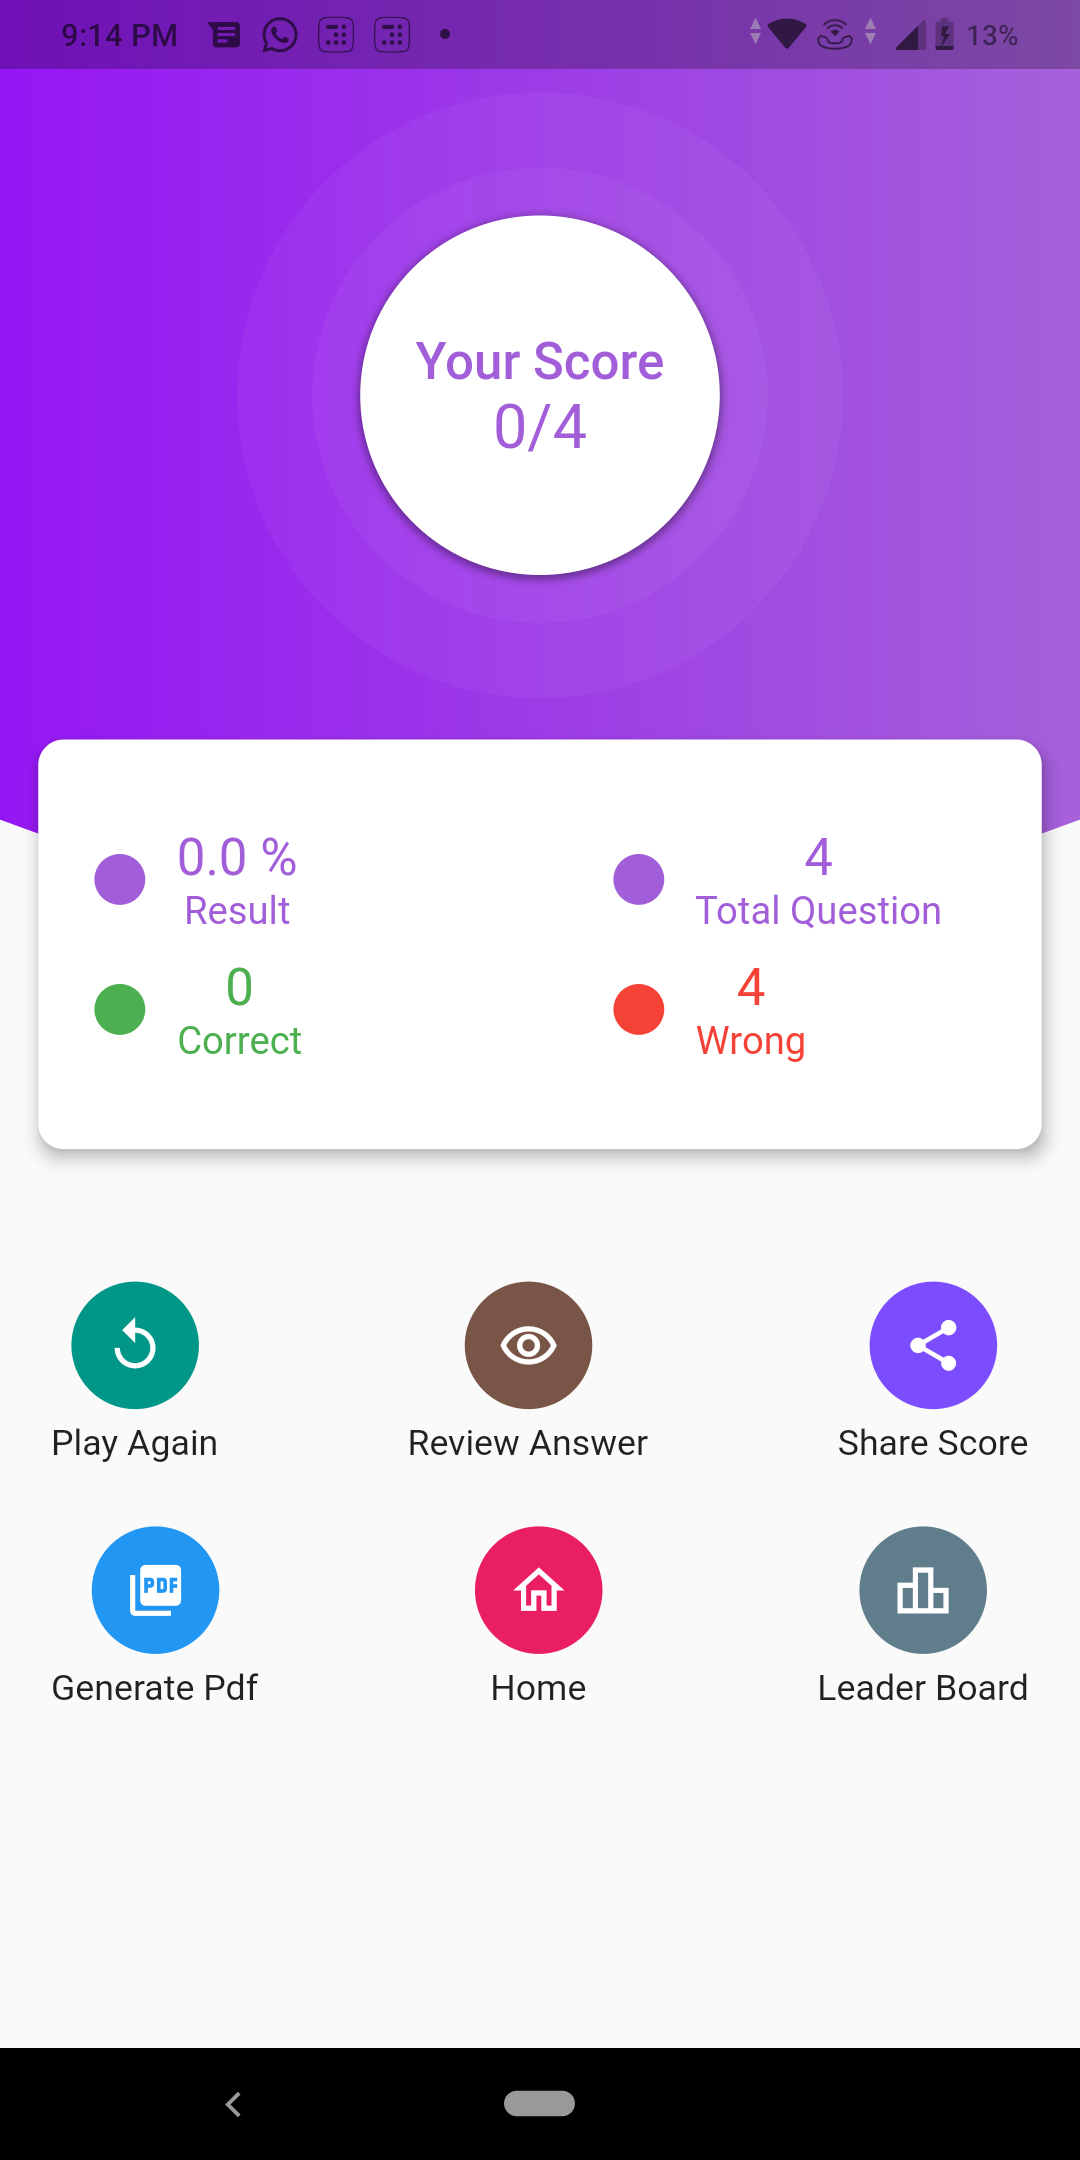 9:14 PM
13%
Your Score
0/4
0.0 %
Result
4
Total Question
0
Correct
4
Wrong
Play Again
Review Answer
Share Score
PDF
Generate Pdf
Home
Leader Board